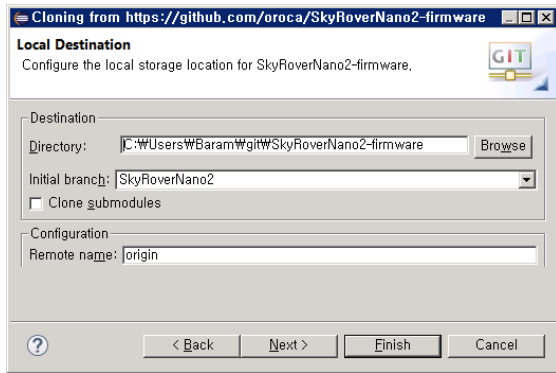 Cloning from https://github.com/oroca/SkyRoverNano2-firmware
Local Destination
Configure the local storage location for SkyRoverNano2-firmware,
GIT
Destination
Directory: C:₩Users₩Baram₩git₩SkyRoverNano2-firmware Browse
Initial branch: SkyRoverNano2
Clone submodules
Configuration
Remote name: origin
? < Back Next > Finish Cancel